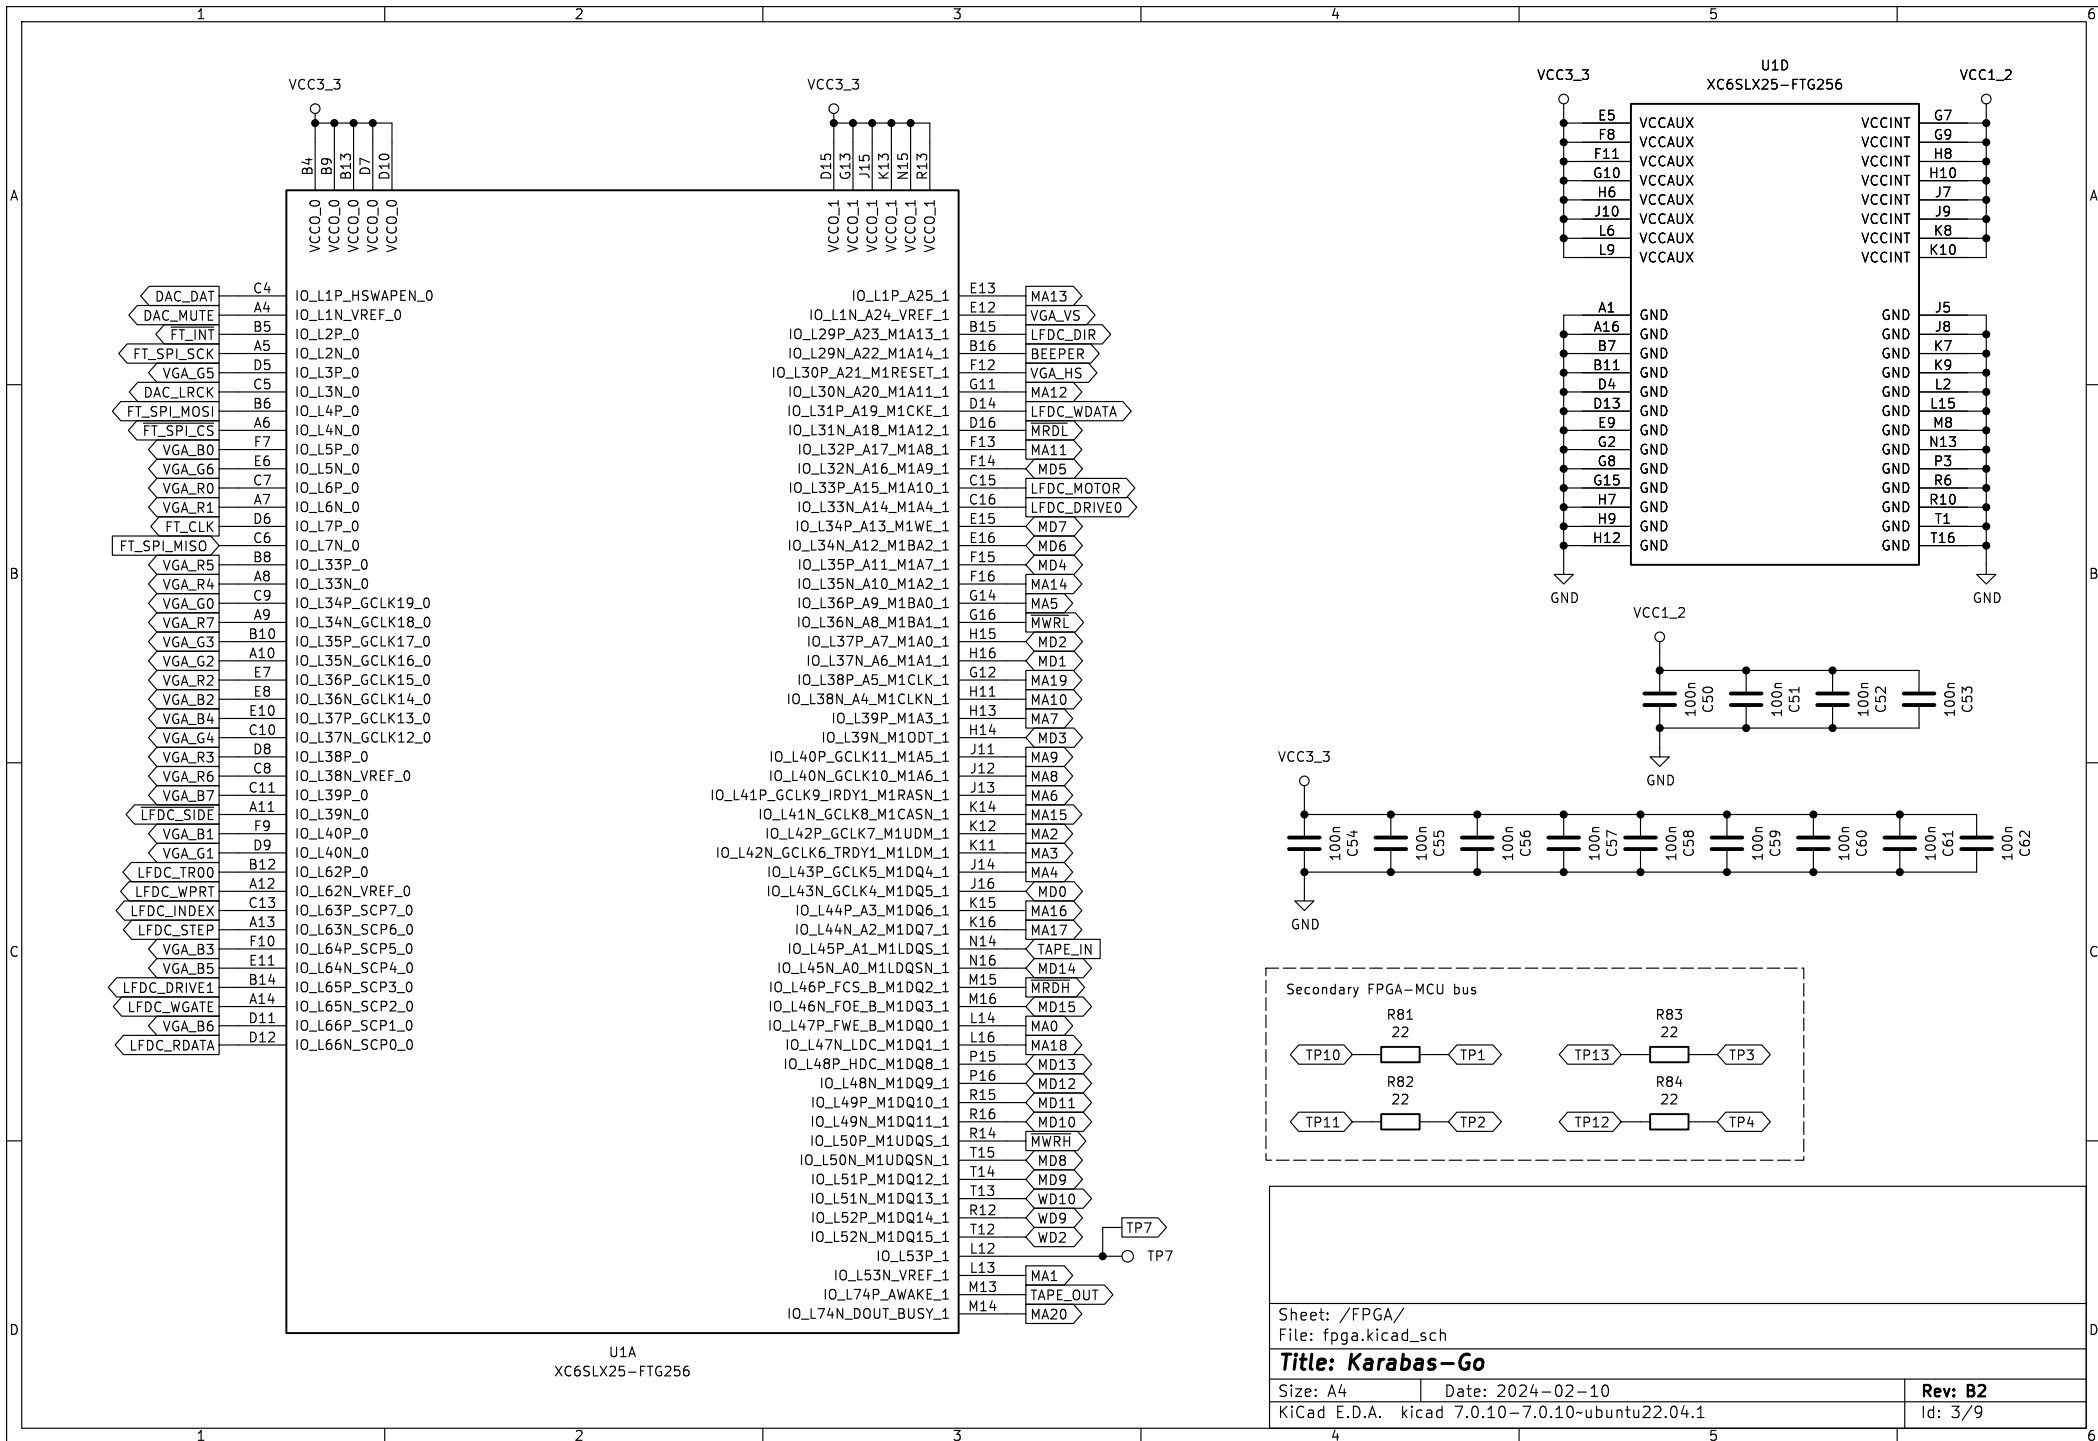 1 2 3 4 5 6
VCC3_3
B4 B9 B13 D7 D10
VCCO_0 VCCO_0 VCCO_0 VCCO_0 VCCO_0
VCC3_3
D15 G13 J15 K13 N15 R13
VCCO_1 VCCO_1 VCCO_1 VCCO_1 VCCO_1 VCCO_1
DAC_DAT C4 IO_L1P_HSWAPEN_0
DAC_MUTE A4 IO_L1N_VREF_0
FT_INT B5 IO_L2P_0
FT_SPI_SCK A5 IO_L2N_0
VGA_G5 D5 IO_L3P_0
DAC_LRCK C5 IO_L3N_0
FT_SPI_MOSI B6 IO_L4P_0
FT_SPI_CS A6 IO_L4N_0
VGA_B0 F7 IO_L5P_0
VGA_G6 E6 IO_L5N_0
VGA_R0 C7 IO_L6P_0
VGA_R1 A7 IO_L6N_0
FT_CLK D6 IO_L7P_0
FT_SPI_MISO C6 IO_L7N_0
VGA_R5 B8 IO_L33P_0
VGA_R4 A8 IO_L33N_0
VGA_G0 C9 IO_L34P_GCLK19_0
VGA_R7 A9 IO_L34N_GCLK18_0
VGA_G3 B10 IO_L35P_GCLK17_0
VGA_G2 A10 IO_L35N_GCLK16_0
VGA_R2 E7 IO_L36P_GCLK15_0
VGA_B2 E8 IO_L36N_GCLK14_0
VGA_B4 E10 IO_L37P_GCLK13_0
VGA_G4 C10 IO_L37N_GCLK12_0
VGA_R3 D8 IO_L38P_0
VGA_R6 C8 IO_L38N_VREF_0
VGA_B7 C11 IO_L39P_0
LFDC_SIDE A11 IO_L39N_0
VGA_B1 F9 IO_L40P_0
VGA_G1 D9 IO_L40N_0
LFDC_TR00 B12 IO_L62P_0
LFDC_WPRT A12 IO_L62N_VREF_0
LFDC_INDEX C13 IO_L63P_SCP7_0
LFDC_STEP A13 IO_L63N_SCP6_0
VGA_B3 F10 IO_L64P_SCP5_0
VGA_B5 E11 IO_L64N_SCP4_0
LFDC_DRIVE1 B14 IO_L65P_SCP3_0
LFDC_WGATE A14 IO_L65N_SCP2_0
VGA_B6 D11 IO_L66P_SCP1_0
LFDC_RDATA D12 IO_L66N_SCP0_0
IO_L1P_A25_1 E13 MA13
IO_L1N_A24_VREF_1 E12 VGA_VS
IO_L29P_A23_M1A13_1 B15 LFDC_DIR
IO_L29N_A22_M1A14_1 B16 BEEPER
IO_L30P_A21_M1RESET_1 F12 VGA_HS
IO_L30N_A20_M1A11_1 G11 MA12
IO_L31P_A19_M1CKE_1 D14 LFDC_WDATA
IO_L31N_A18_M1A12_1 D16 MRDL
IO_L32P_A17_M1A8_1 F13 MA11
IO_L32N_A16_M1A9_1 F14 MD5
IO_L33P_A15_M1A10_1 C15 LFDC_MOTOR
IO_L33N_A14_M1A4_1 C16 LFDC_DRIVE0
IO_L34P_A13_M1WE_1 E15 MD7
IO_L34N_A12_M1BA2_1 E16 MD6
IO_L35P_A11_M1A7_1 F15 MD4
IO_L35N_A10_M1A2_1 F16 MA14
IO_L36P_A9_M1BA0_1 G14 MA5
IO_L36N_A8_M1BA1_1 G16 MWRL
IO_L37P_A7_M1A0_1 H15 MD2
IO_L37N_A6_M1A1_1 H16 MD1
IO_L38P_A5_M1CLK_1 G12 MA19
IO_L38N_A4_M1CLKN_1 H11 MA10
IO_L39P_M1A3_1 H13 MA7
IO_L39N_M1ODT_1 H14 MD3
IO_L40P_GCLK11_M1A5_1 J11 MA9
IO_L40N_GCLK10_M1A6_1 J12 MA8
IO_L41P_GCLK9_IRDY1_M1RASN_1 J13 MA6
IO_L41N_GCLK8_M1CASN_1 K14 MA15
IO_L42P_GCLK7_M1UDM_1 K12 MA2
IO_L42N_GCLK6_TRDY1_M1LDM_1 K11 MA3
IO_L43P_GCLK5_M1DQ4_1 J14 MA4
IO_L43N_GCLK4_M1DQ5_1 J16 MD0
IO_L44P_A3_M1DQ6_1 K15 MA16
IO_L44N_A2_M1DQ7_1 K16 MA17
IO_L45P_A1_M1LDQS_1 N14 TAPE_IN
IO_L45N_A0_M1LDQSN_1 N16 MD14
IO_L46P_FCS_B_M1DQ2_1 M15 MRDH
IO_L46N_FOE_B_M1DQ3_1 M16 MD15
IO_L47P_FWE_B_M1DQ0_1 L14 MA0
IO_L47N_LDC_M1DQ1_1 L16 MA18
IO_L48P_HDC_M1DQ8_1 P15 MD13
IO_L48N_M1DQ9_1 P16 MD12
IO_L49P_M1DQ10_1 R15 MD11
IO_L49N_M1DQ11_1 R16 MD10
IO_L50P_M1UDQS_1 R14 MWRH
IO_L50N_M1UDQSN_1 T15 MD8
IO_L51P_M1DQ12_1 T14 MD9
IO_L51N_M1DQ13_1 T13 WD10
IO_L52P_M1DQ14_1 R12 WD9
IO_L52N_M1DQ15_1 T12 WD2
TP7
IO_L53P_1 L12 TP7
IO_L53N_VREF_1 L13 MA1
IO_L74P_AWAKE_1 M13 TAPE_OUT
IO_L74N_DOUT_BUSY_1 M14 MA20
U1A
XC6SLX25-FTG256
U1D
XC6SLX25-FTG256
VCC3_3 VCC1_2
E5 VCCAUX VCCINT G7
F8 VCCAUX VCCINT G9
F11 VCCAUX VCCINT H8
G10 VCCAUX VCCINT H10
H6 VCCAUX VCCINT J7
J10 VCCAUX VCCINT J9
L6 VCCAUX VCCINT K8
L9 VCCAUX VCCINT K10
A1 GND GND J5
A16 GND GND J8
B7 GND GND K7
B11 GND GND K9
D4 GND GND L2
D13 GND GND L15
E9 GND GND M8
G2 GND GND N13
G8 GND GND P3
G15 GND GND R6
H7 GND GND R10
H9 GND GND T1
H12 GND GND T16
GND GND
VCC1_2
100n C50 100n C51 100n C52 100n C53
GND
VCC3_3
100n C54 100n C55 100n C56 100n C57 100n C58 100n C59 100n C60 100n C61 100n C62
GND
Secondary FPGA-MCU bus
R81 R83
22 22
TP10 TP1 TP13 TP3
R82 R84
22 22
TP11 TP2 TP12 TP4
Sheet: /FPGA/
File: fpga.kicad_sch
Title: Karabas-Go
Size: A4 Date: 2024-02-10 Rev: B2
KiCad E.D.A. kicad 7.0.10-7.0.10~ubuntu22.04.1 Id: 3/9
A A
B B
C C
D D
1 2 3 4 5 6